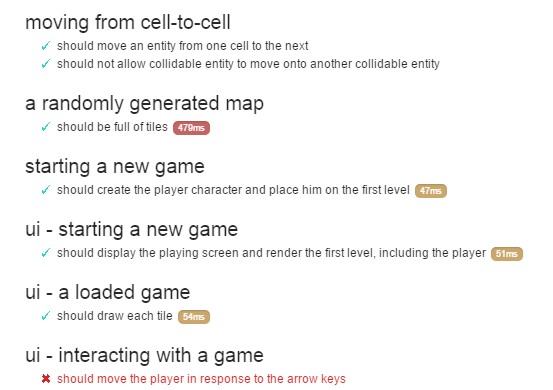 moving from cell-to-cell
✓ should move an entity from one cell to the next
✓ should not allow collidable entity to move onto another collidable entity
a randomly generated map
✓ should be full of tiles 479ms
starting a new game
✓ should create the player character and place him on the first level 47ms
ui - starting a new game
✓ should display the playing screen and render the first level, including the player 51ms
ui - a loaded game
✓ should draw each tile 54ms
ui - interacting with a game
✖ should move the player in response to the arrow keys